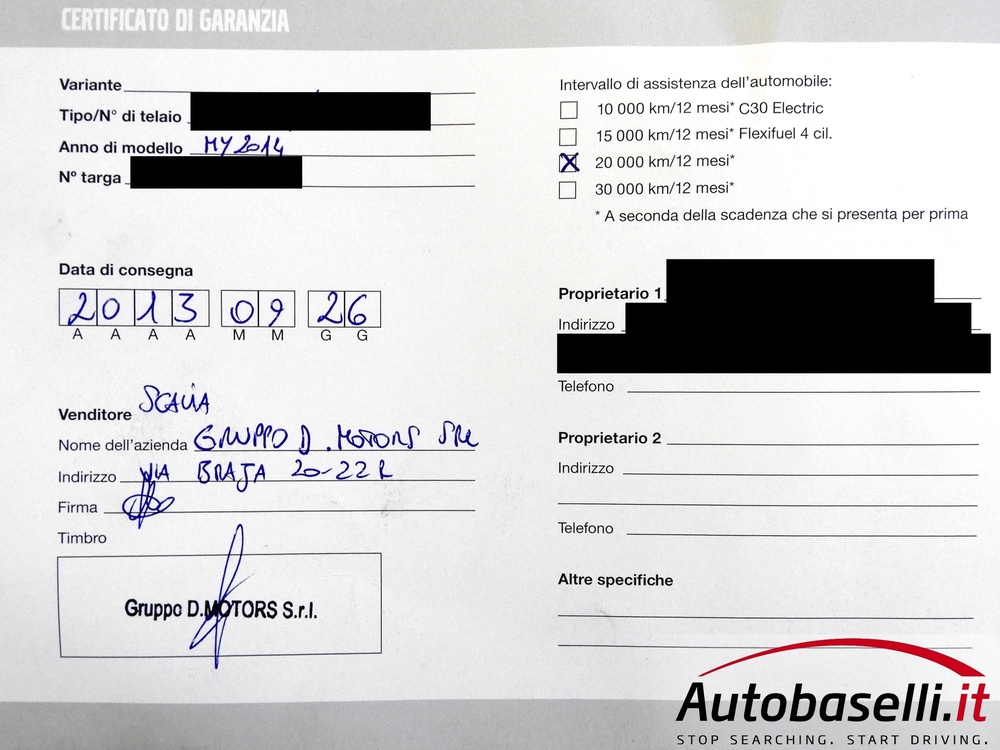 CERTIFICATO DI GARANZIA
Variante
Tipo/N° di telaio
Anno di modello MY2014
Nº targa
Data di consegna
2013 09 26
A A A A M M G G
Venditore SCALIA
Nome dell'azienda GRUPPO D.MOTORS SRL
Indirizzo VIA 20-22 R
Firma
Timbro
Gruppo D.MOTORS S.r.l.
Intervallo di assistenza dell'automobile:
10 000 km/12 mesi* C30 Electric
15 000 km/12 mesi* Flexifuel 4 cil.
20 000 km/12 mesi*
30 000 km/12 mesi*
* A seconda della scadenza che si presenta per prima
Proprietario 1
Indirizzo
Telefono
Proprietario 2
Indirizzo
Telefono
Altre specifiche
Autobaselli.it
STOP SEARCHING. START DRIVING.